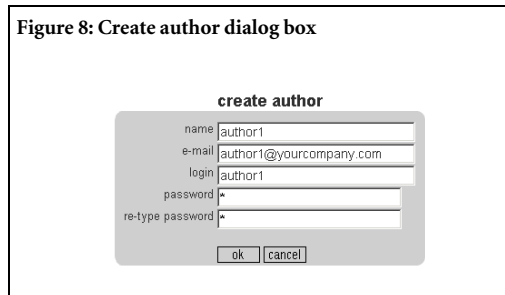 Figure 8: Create author dialog box
create author
name author1
e-mail author1@yourcompany.com
login author1
password *
re-type password *
ok cancel